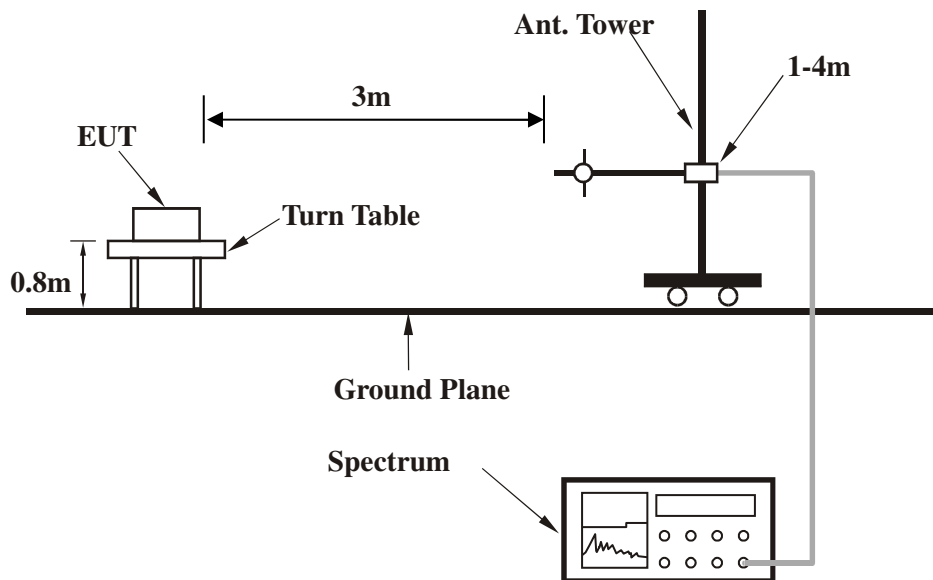 Ant. Tower
1-4m
3m
EUT
Turn Table
0.8m
Ground Plane
Spectrum